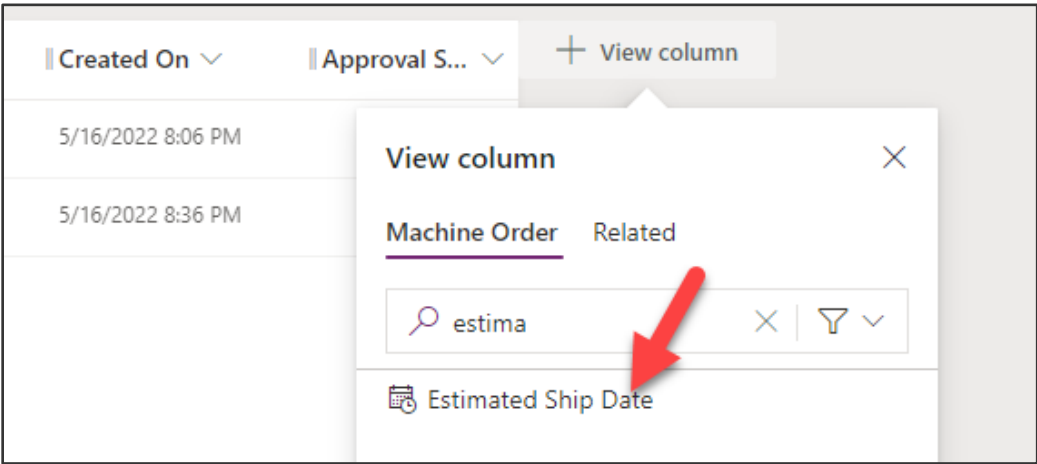 Created On
Approval S...
View column
5/16/2022 8:06 PM
View column
5/16/2022 8:36 PM
Machine Order
Related
estima
Estimated Ship Date